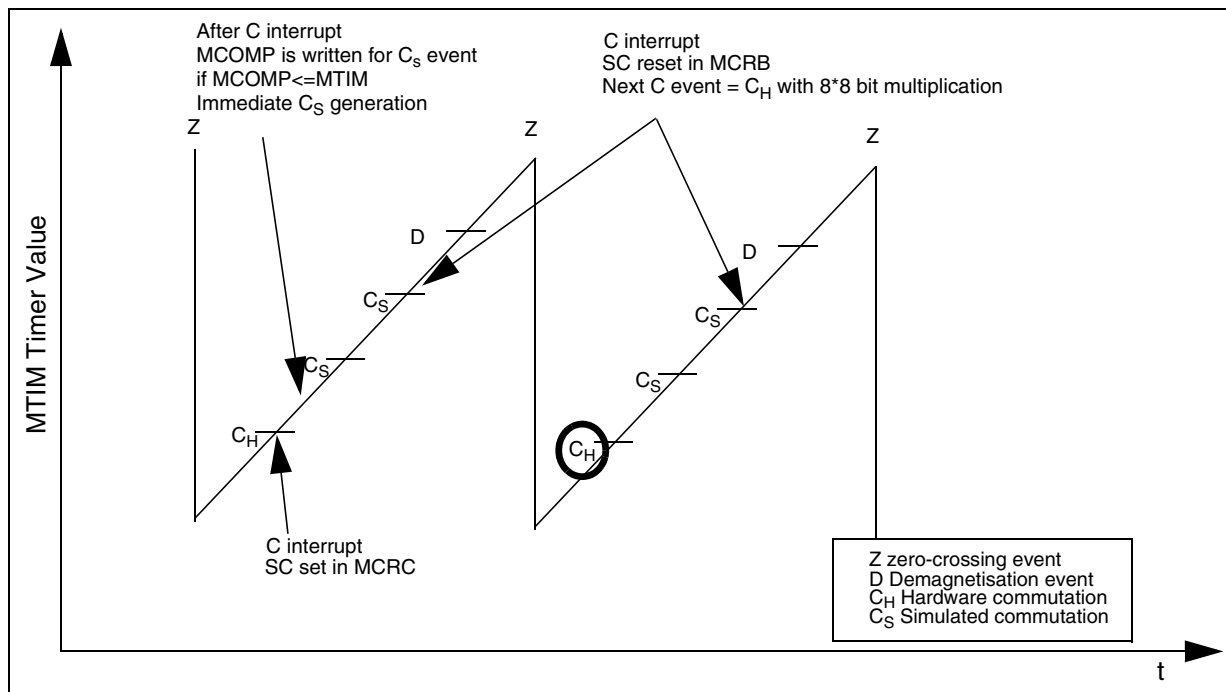 After C interrupt
MCOMP is written for Cs event
if MCOMP<=MTIM
Immediate CS generation
C interrupt
SC reset in MCRB
Next C event = CH with 8*8 bit multiplication
Z
Z
Z
D
D
CS
CS
CS
CS
CH
CH
MTIM Timer Value
C interrupt
SC set in MCRC
Z zero-crossing event
D Demagnetisation event
CH Hardware commutation
CS Simulated commutation
t